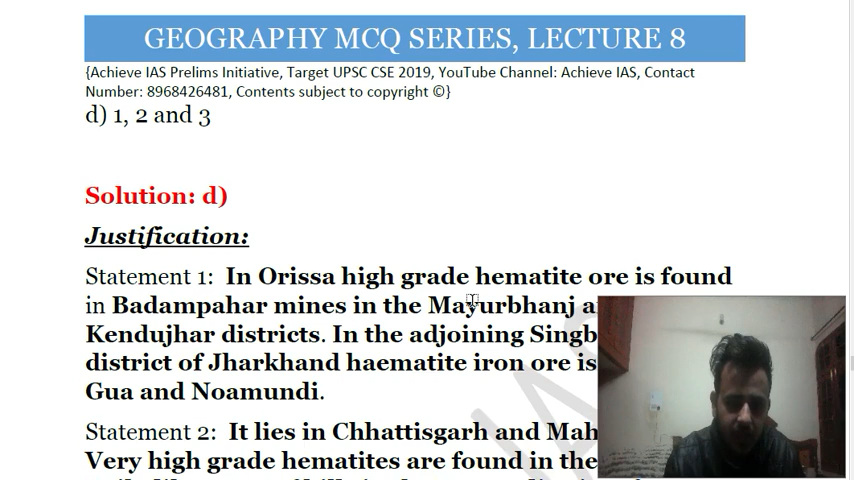 GEOGRAPHY MCQ SERIES, LECTURE 8
{Achieve IAS Prelims Initiative, Target UPSC CSE 2019, YouTube Channel: Achieve IAS, Contact
Number: 8968426481, Contents subject to copyright ©}
d) 1, 2 and 3
Solution: d)
Justification:
Statement 1: In Orissa high grade hematite ore is found
in Badampahar mines in the Mayurbhanj
Kendujhar districts. In the adjoining
district of Jharkhand haematite iron ore is
Gua and Noamundi.
Statement 2: It lies in Chhattisgarh and
Very high grade hematites are found in the